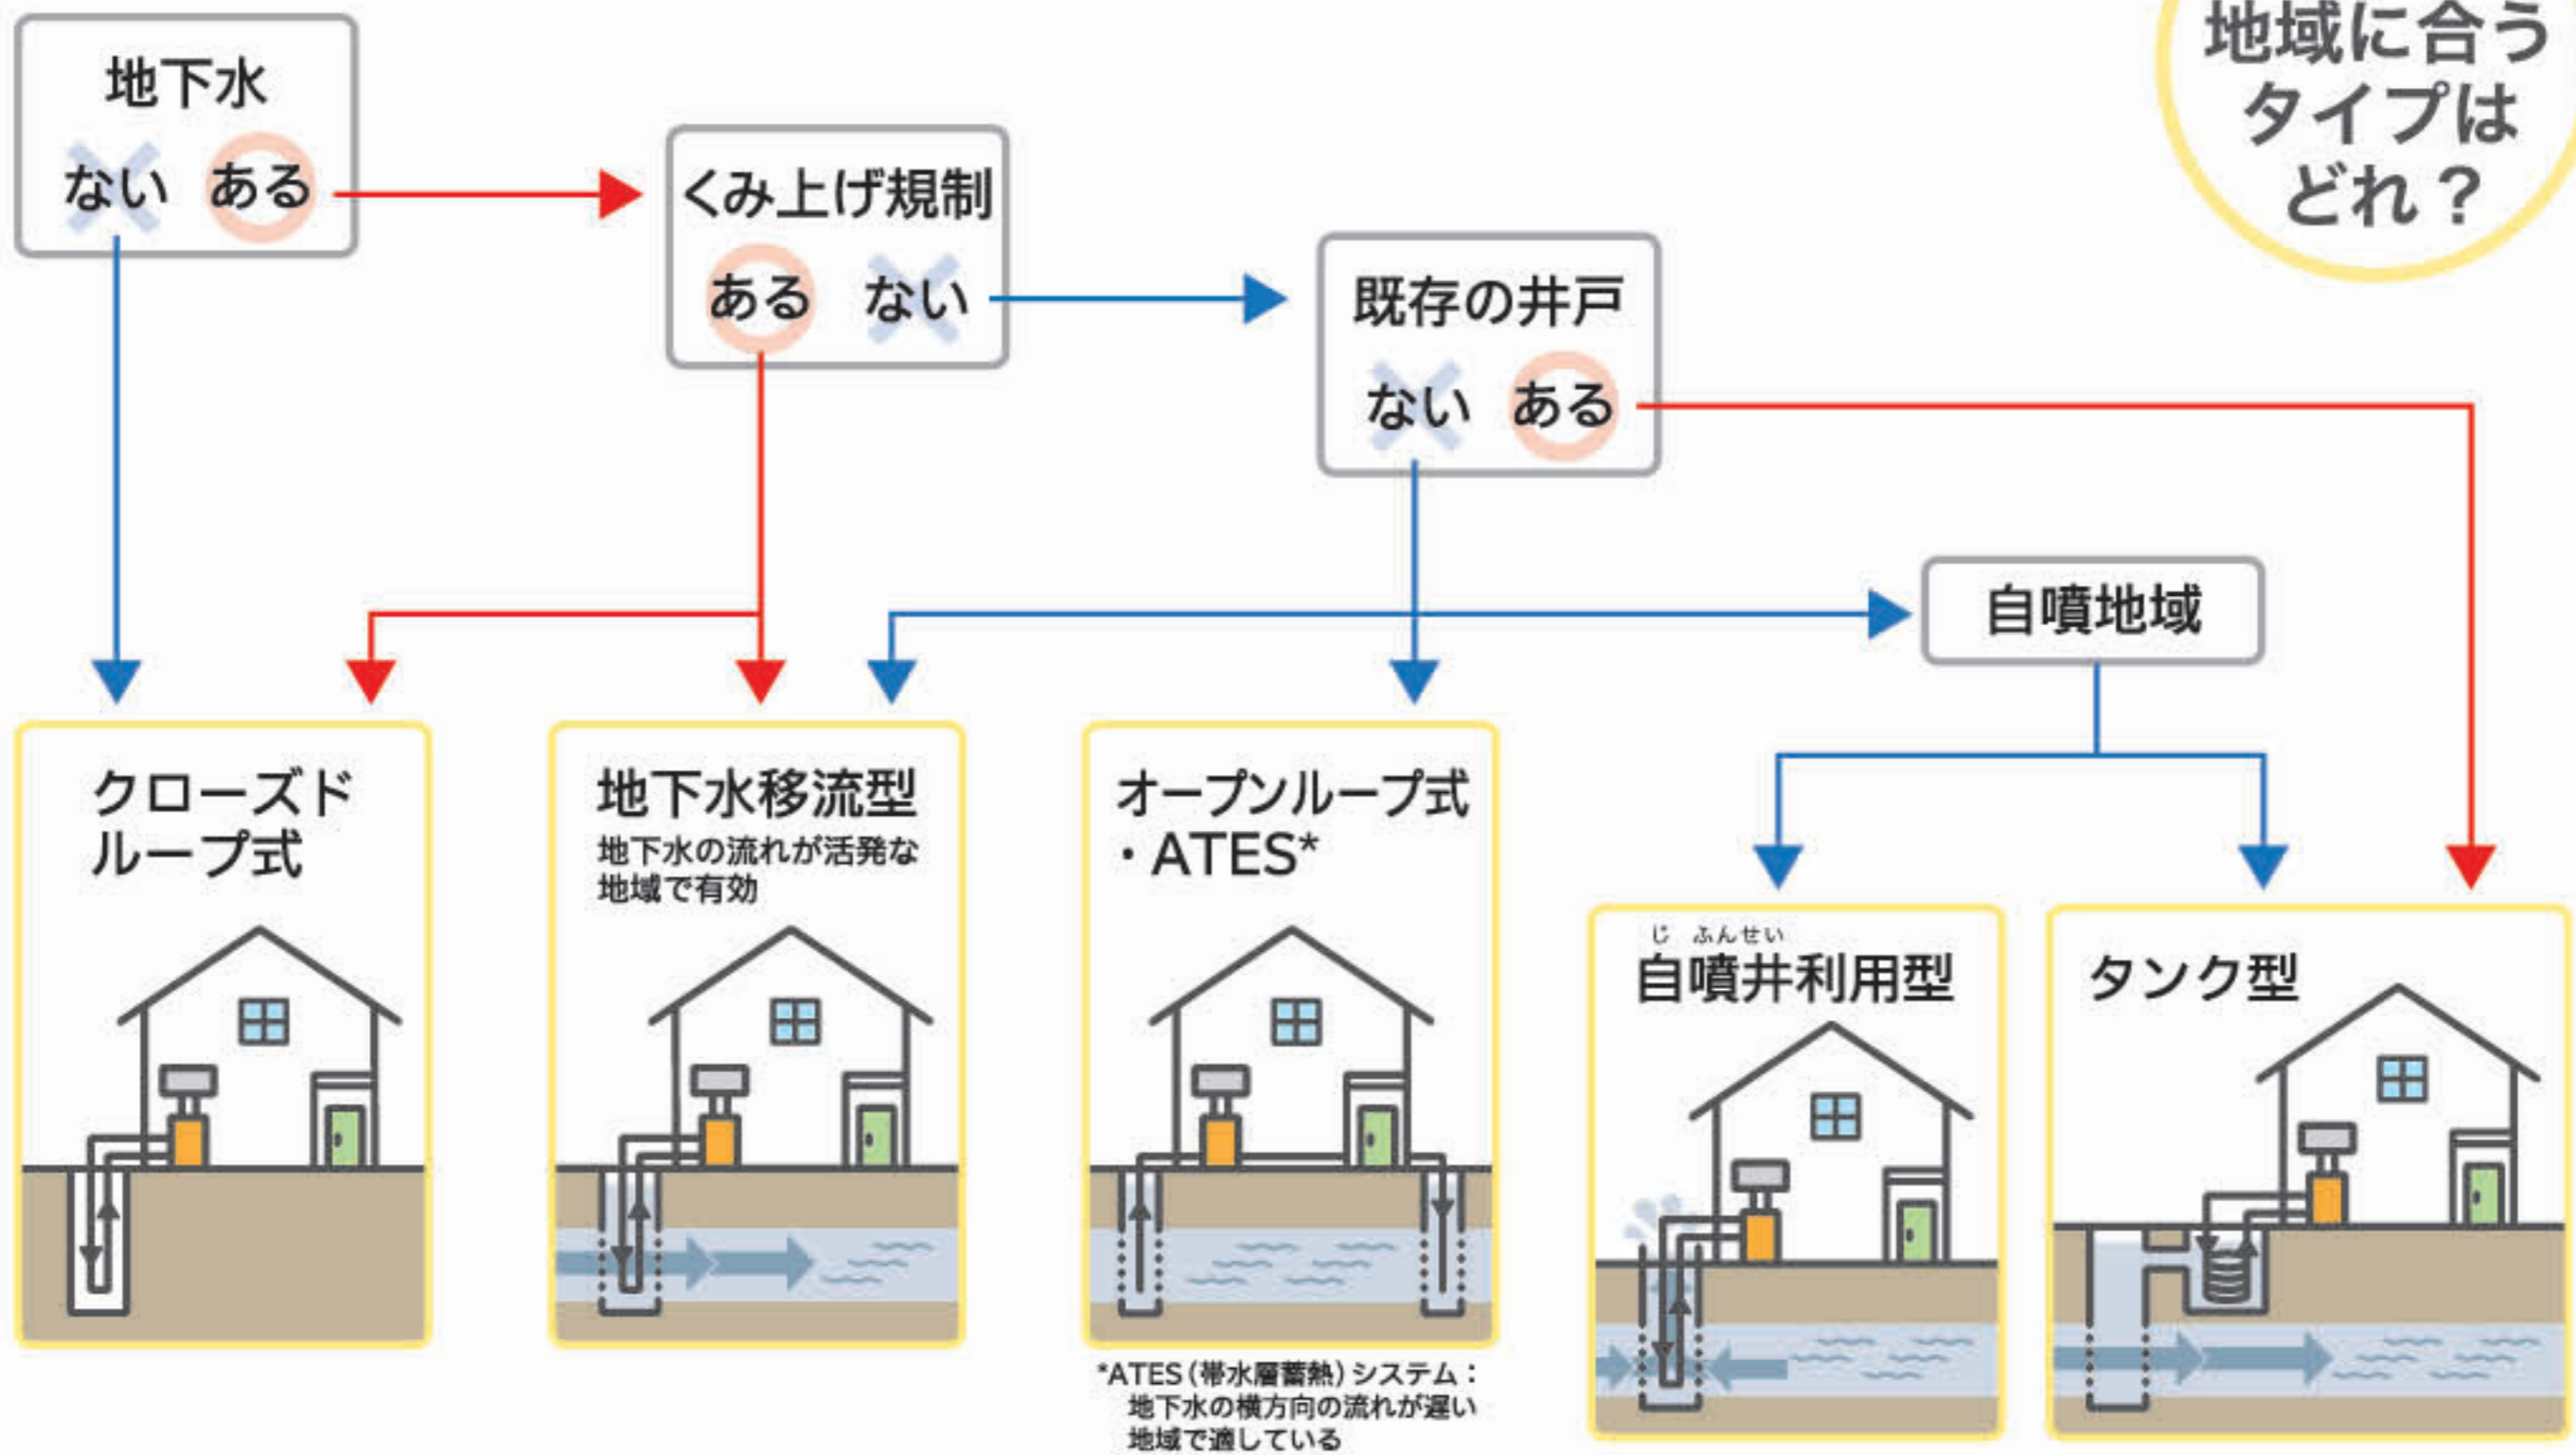 地域に合う
タイプは
どれ？
地下水
ない ある
くみ上げ規制
ある ない
既存の井戸
ない ある
自噴地域
クローズド
ループ式
地下水移流型
地下水の流れが活発な
地域で有効
オープンループ式
・ATES*
じ ふんせい
自噴井利用型
タンク型
*ATES（帯水層蓄熱）システム：
地下水の横方向の流れが遅い
地域で適している